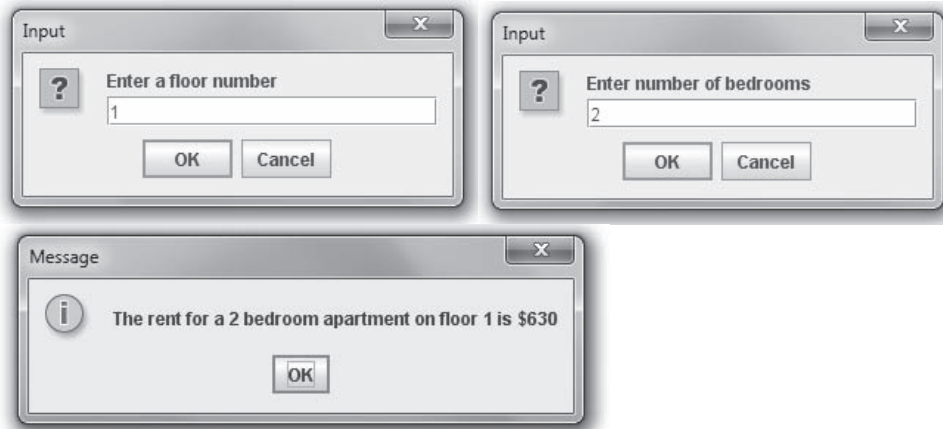 Input
X
?
Enter a floor number
1
OK Cancel
Input
X
?
Enter number of bedrooms
2
OK Cancel
Message
X
i
The rent for a 2 bedroom apartment on floor 1 is $630
OK